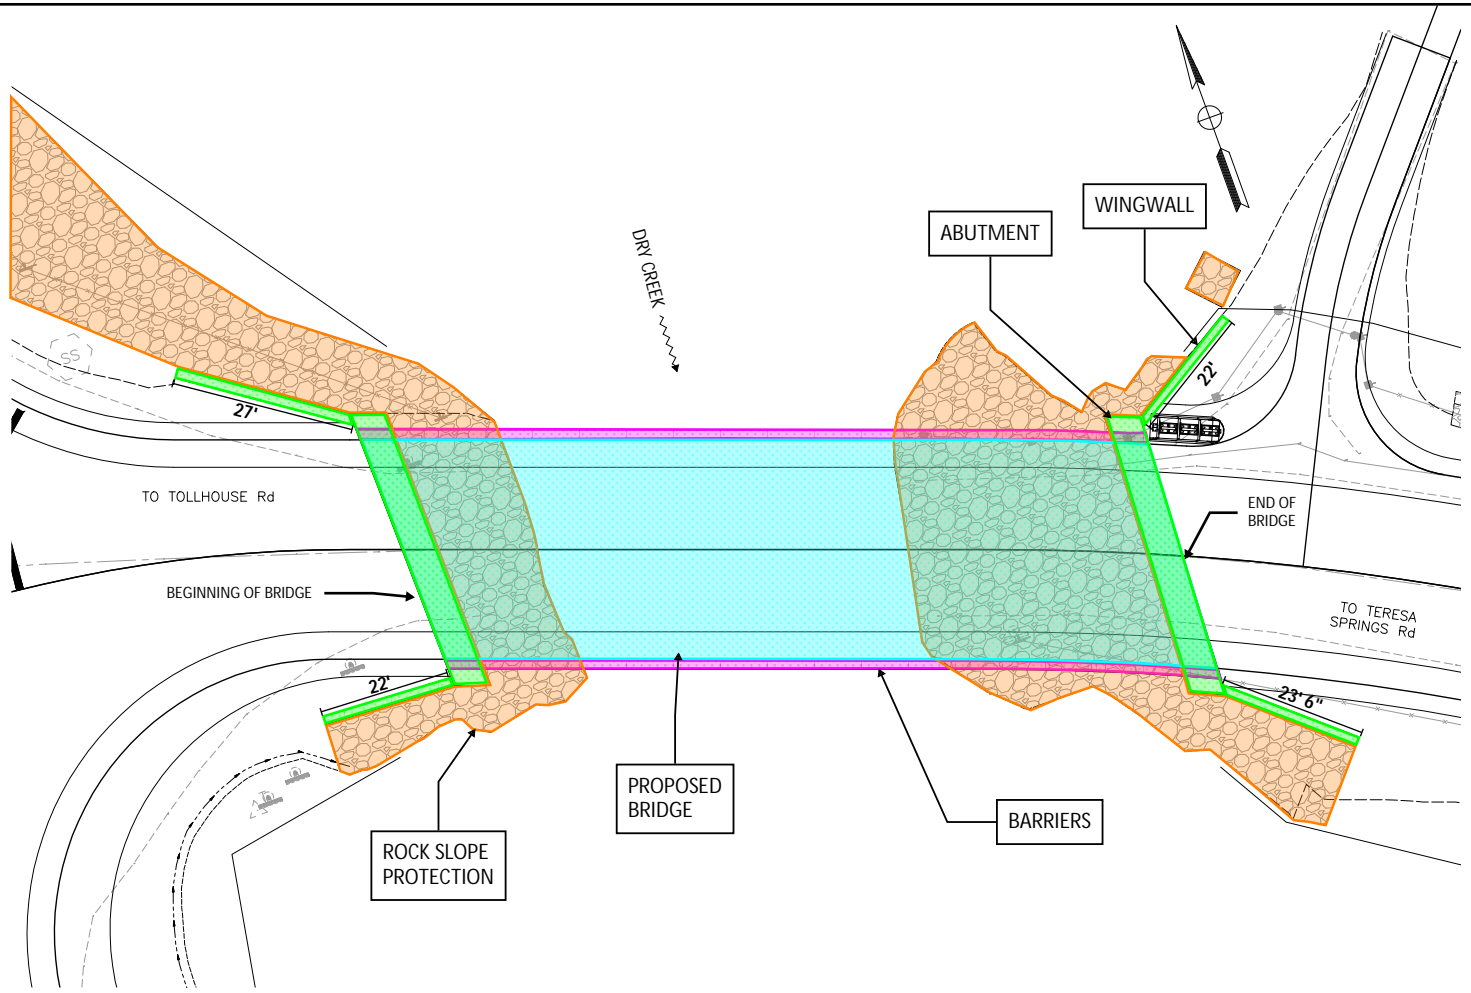 WINGWALL
ABUTMENT
DRY CREEK
SS
22'
27'
TO TOLLHOUSE Rd
END OF
BRIDGE
BEGINNING OF BRIDGE
TO TERESA
SPRINGS Rd
22'
23'6"
PROPOSED
BRIDGE
BARRIERS
ROCK SLOPE
PROTECTION